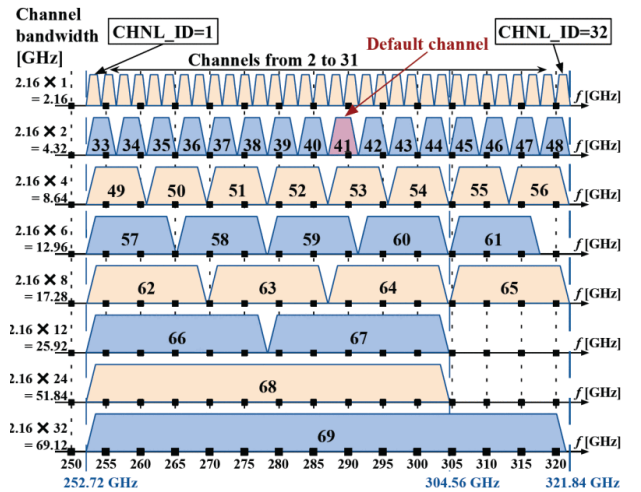 Channel
bandwidth
[GHz]
CHNL_ID=1
CHNL_ID=32
Default channel
Channels from 2 to 31
2.16 × 1
= 2.16
f [GHz]
2.16 × 2
= 4.32
33 34 35 36 37 38 39 40 41 42 43 44 45 46 47 48
f [GHz]
2.16 × 4
= 8.64
49 50 51 52 53 54 55 56
f [GHz]
2.16 × 6
= 12.96
57 58 59 60 61
f [GHz]
2.16 × 8
= 17.28
62 63 64 65
f [GHz]
2.16 × 12
= 25.92
66 67
f [GHz]
2.16 × 24
= 51.84
68
f [GHz]
2.16 × 32
= 69.12
69
f [GHz]
250 255 260 265 270 275 280 285 290 295 300 305 310 315 320
252.72 GHz
304.56 GHz
321.84 GHz